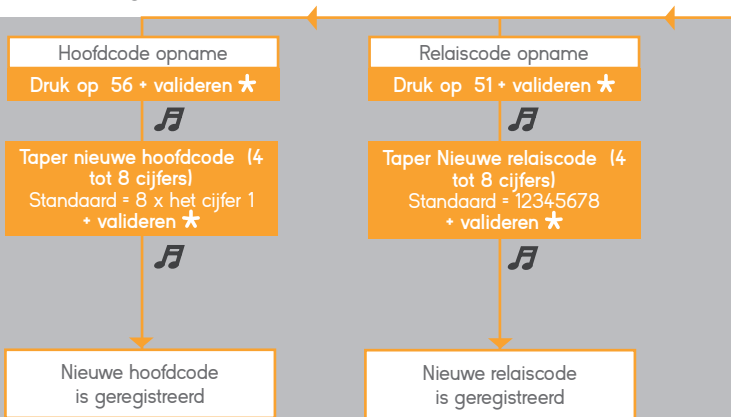 Hoofdcode opname
Druk op 56 + valideren *
Taper nieuwe hoofdcode (4
tot 8 cijfers)
Standaard = 8 x het cijfer 1
+ valideren *
Nieuwe hoofdcode
is geregistreerd
Relaiscode opname
Druk op 51 + valideren *
Taper Nieuwe relaiscode (4
tot 8 cijfers)
Standaard = 12345678
+ valideren *
Nieuwe relaiscode
is geregistreerd